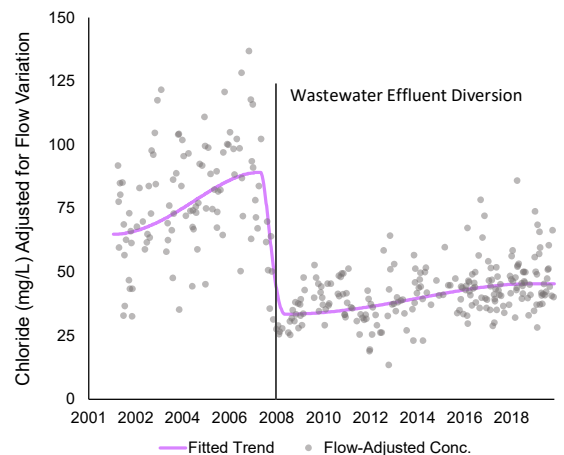 150
125
100
75
50
25
0
Chloride (mg/L) Adjusted for Flow Variation
Wastewater Effluent Diversion
2001 2002 2004 2006 2008 2010 2012 2014 2016 2018
Fitted Trend Flow-Adjusted Conc.